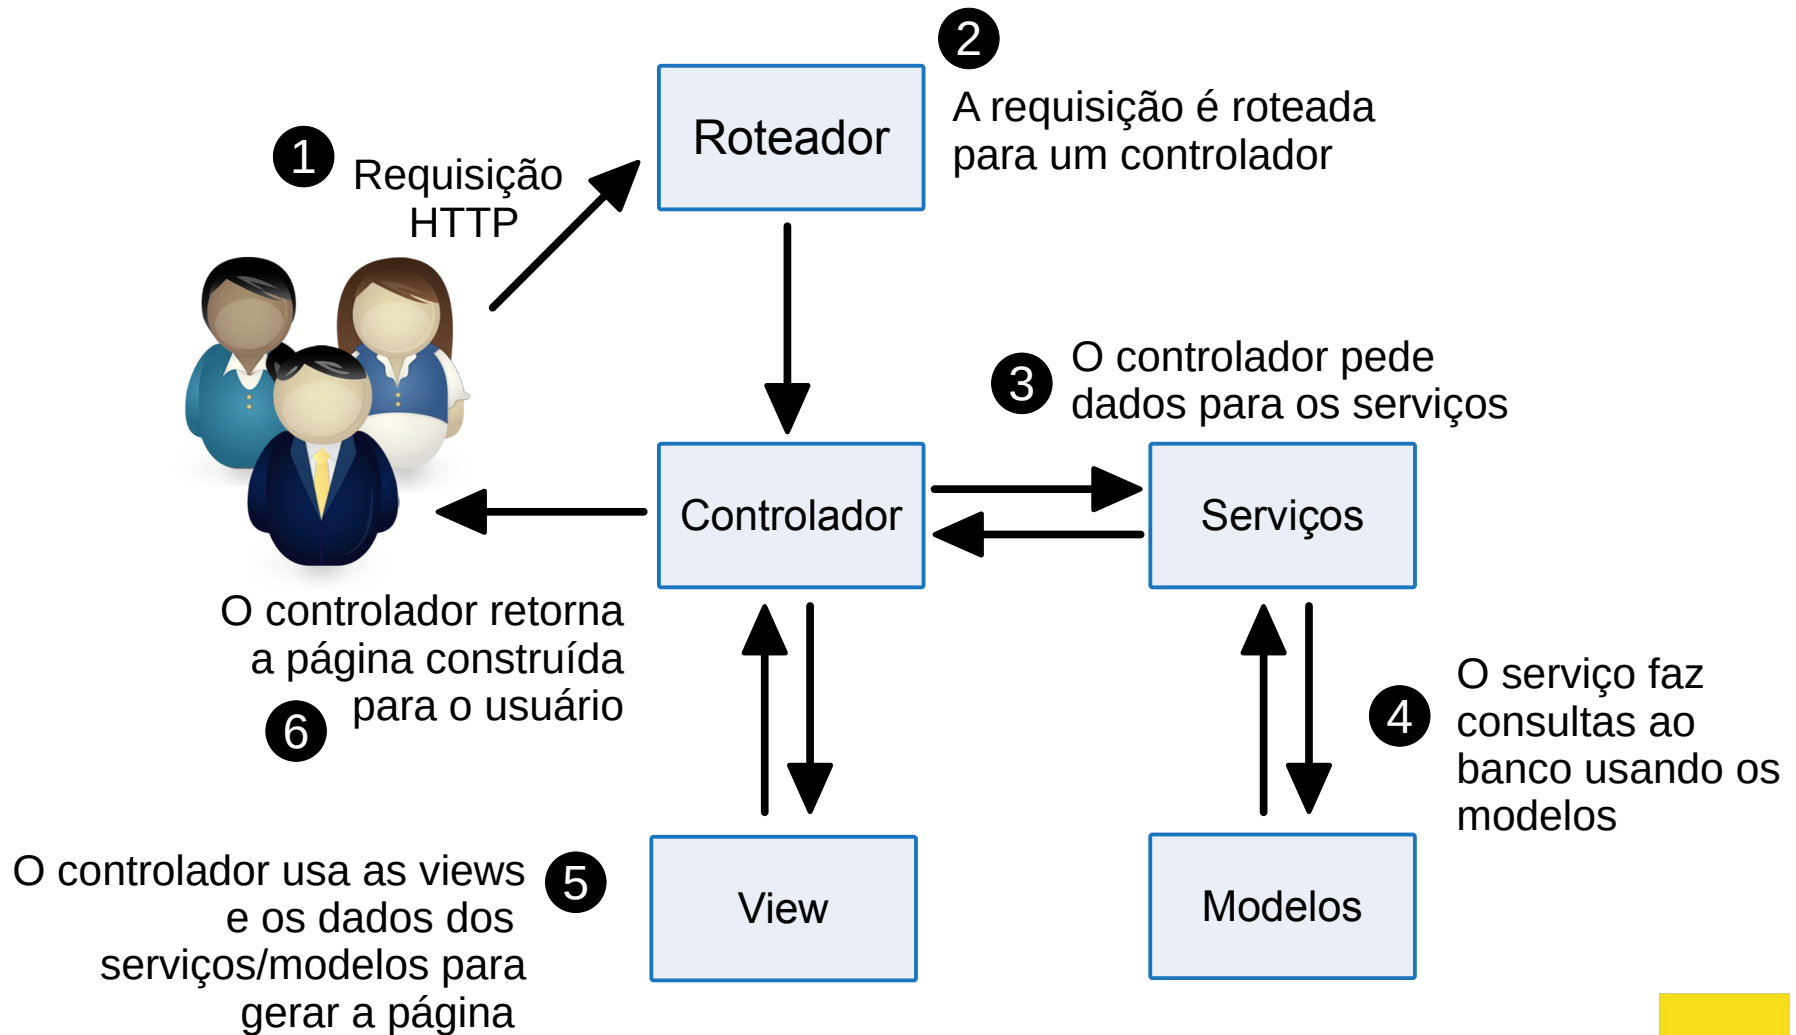 1
Requisição
HTTP
Roteador
2
A requisição é roteada
para um controlador
3
O controlador pede
dados para os serviços
Controlador
Serviços
4
O serviço faz
consultas ao
banco usando os
modelos
Modelos
5
O controlador usa as views
e os dados dos
serviços/modelos para
gerar a página
View
O controlador retorna
a página construída
para o usuário
6